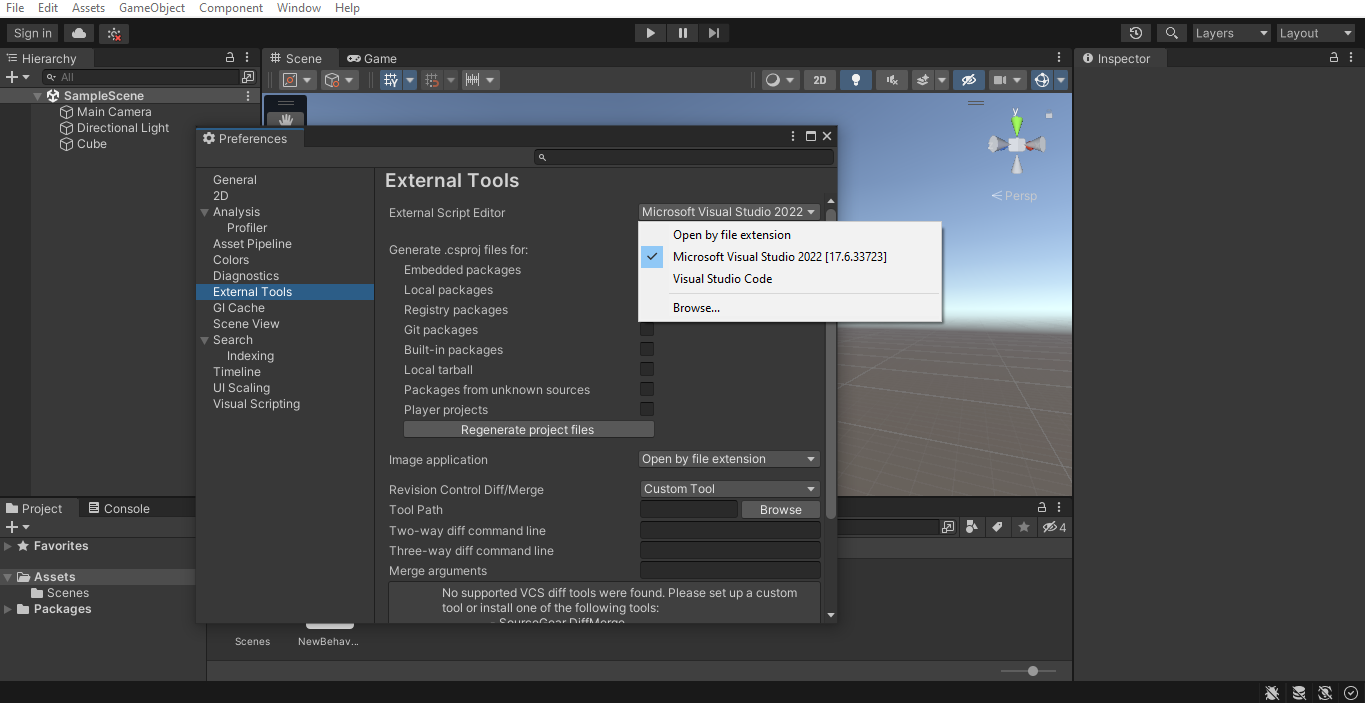 File Edit Assets GameObject Component Window Help
Sign in Layers Layout
Hierarchy
All
SampleScene
Main Camera
Directional Light
Cube
Scene Game
2D
y
Persp
Inspector
Preferences
General
2D
Analysis
Profiler
Asset Pipeline
Colors
Diagnostics
External Tools
GI Cache
Scene View
Search
Indexing
Timeline
UI Scaling
Visual Scripting
External Tools
External Script Editor Microsoft Visual Studio 2022
Open by file extension
Microsoft Visual Studio 2022 [17.6.33723]
Visual Studio Code
Browse...
Generate .csproj files for:
Embedded packages
Local packages
Registry packages
Git packages
Built-in packages
Local tarball
Packages from unknown sources
Player projects
Regenerate project files
Image application Open by file extension
Revision Control Diff/Merge Custom Tool
Tool Path Browse
Two-way diff command line
Three-way diff command line
Merge arguments
No supported VCS diff tools were found. Please set up a custom
tool or install one of the following tools:
- SourceGear DiffMerge
Project Console
4
Favorites
Assets
Scenes
Packages
Scenes NewBehav...